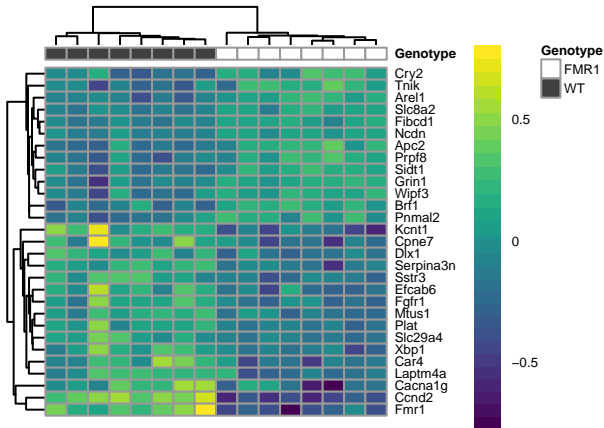 Genotype
Cry2
Tnik
Arel1
Slc8a2
Fibcd1
Ncdn
Apc2
Prpf8
Sidt1
Grin1
Wipf3
Brf1
Pnmal2
Kcnt1
Cpne7
Dlx1
Serpina3n
Sstr3
Efcab6
Fgfr1
Mtus1
Plat
Slc29a4
Xbp1
Car4
Laptm4a
Cacna1g
Ccnd2
Fmr1
0.5
0
−0.5
Genotype
FMR1
WT